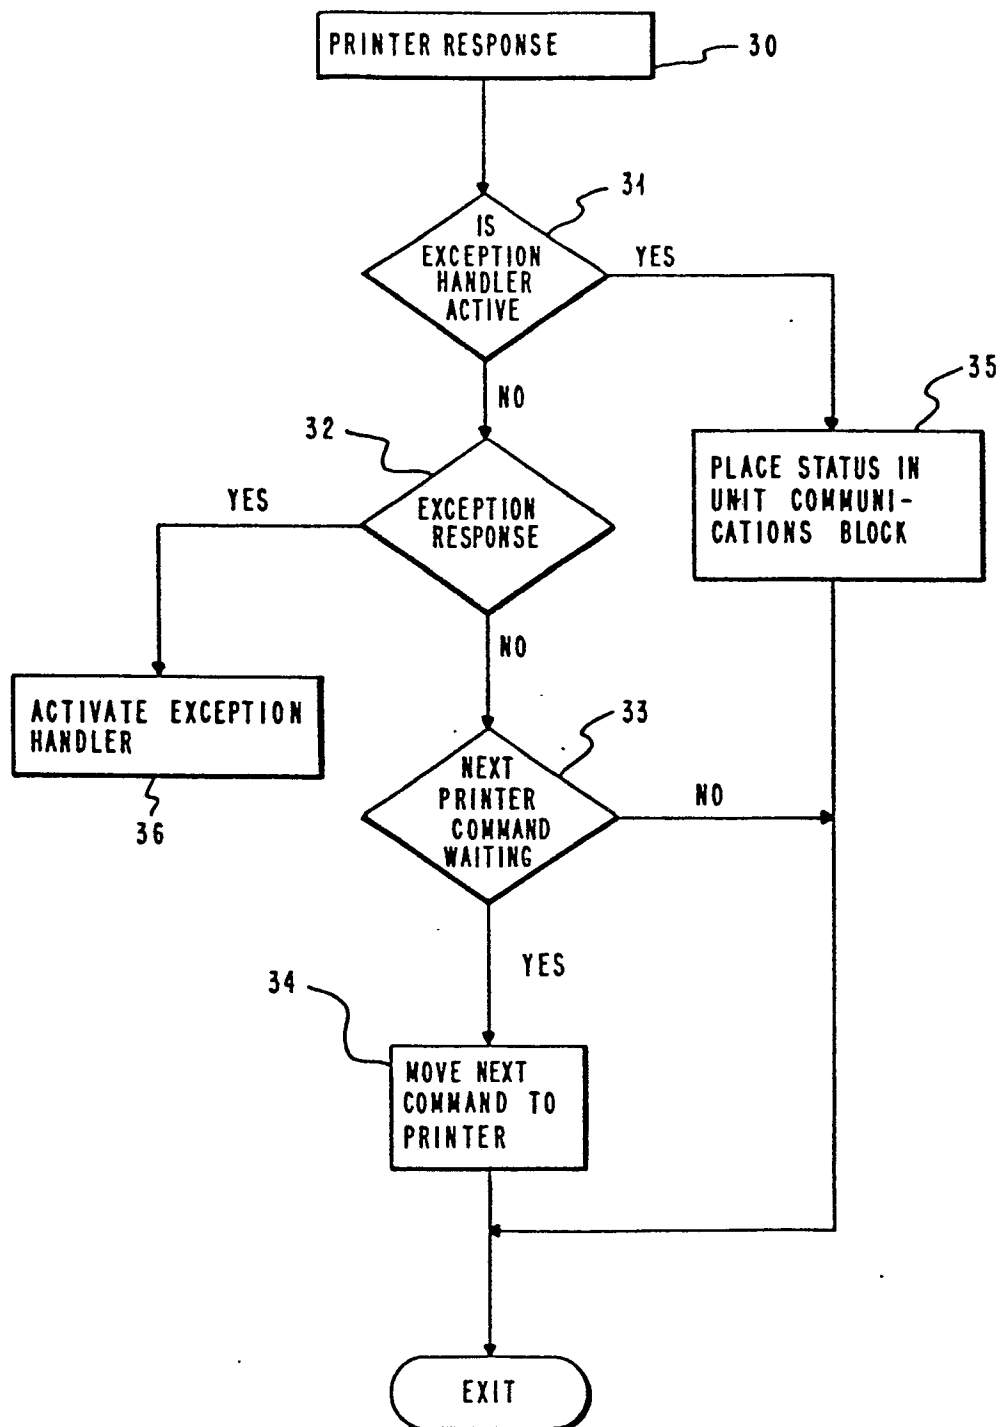 PRINTER RESPONSE
30
31
IS
EXCEPTION
HANDLER
ACTIVE
YES
NO
35
PLACE STATUS IN
UNIT COMMUNI-
CATIONS BLOCK
32
EXCEPTION
RESPONSE
YES
NO
ACTIVATE EXCEPTION
HANDLER
36
33
NEXT
PRINTER
COMMAND
WAITING
NO
YES
34
MOVE NEXT
COMMAND TO
PRINTER
EXIT